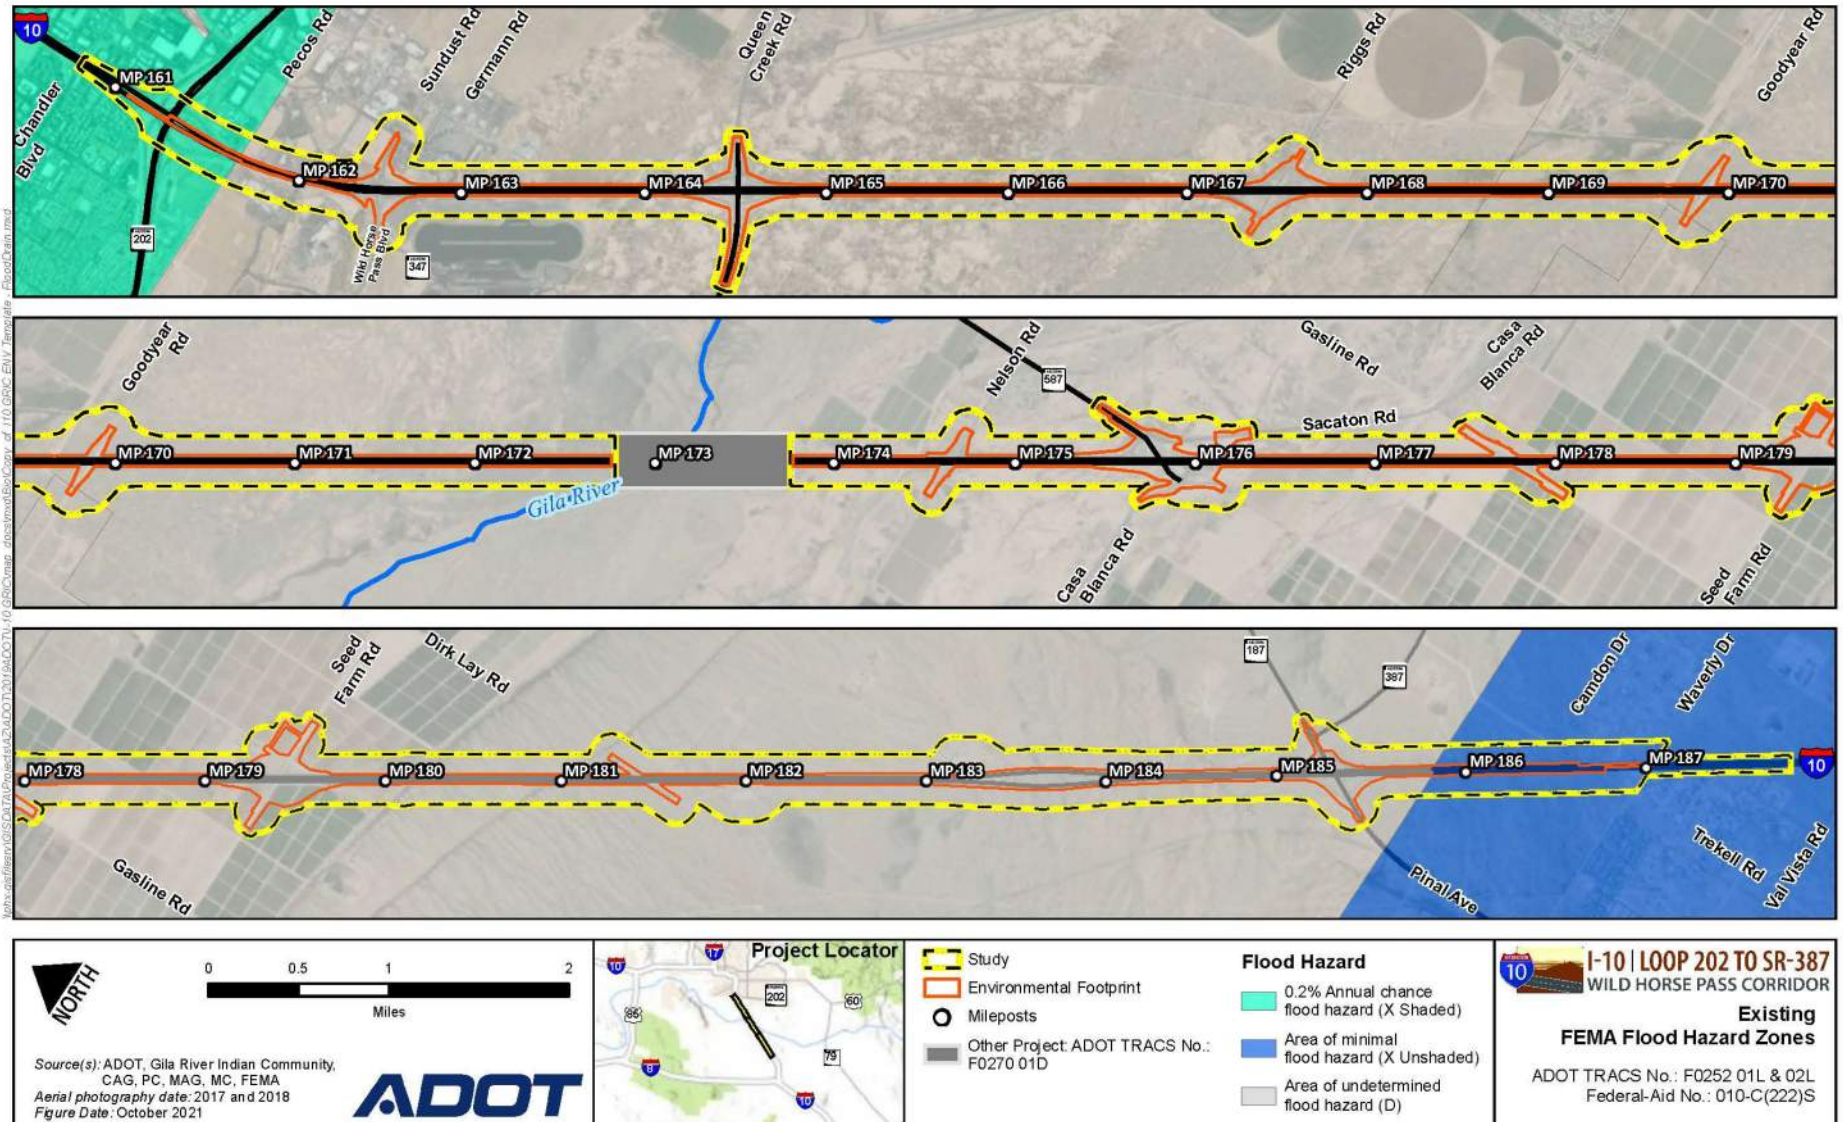 10
Chandler
Blvd
MP 161
Pecos Rd
202
MP 162
Sundust Rd
Germann Rd
Wild Horse
Pass Blvd
347
MP 163
MP 164
Queen
Creek Rd
MP 165
MP 166
MP 167
Riggs Rd
MP 168
MP 169
MP 170
Goodyear Rd
Goodyear
Rd
MP 170
MP 171
MP 172
Gila River
MP 173
MP 174
Nelson Rd
MP 175
587
Casa
Blanca Rd
MP 176
Gasline Rd
Sacaton Rd
MP 177
Casa
Blanca Rd
MP 178
MP 179
Seed
Farm Rd
MP 178
Gasline Rd
MP 179
Seed
Farm Rd
Dirk Lay Rd
MP 180
MP 181
MP 182
MP 183
MP 184
187
MP 185
387
Pinal Ave
MP 186
Camdon Dr
Waverly Dr
MP 187
10
Trekell Rd
Val Vista Rd
NORTH
0 0.5 1 2
Miles
Source(s): ADOT, Gila River Indian Community,
CAG, PC, MAG, MC, FEMA
Aerial photography date: 2017 and 2018
Figure Date: October 2021
ADOT
Project Locator
17
10
202
60
85
79
8
10
Study
Environmental Footprint
Mileposts
Other Project: ADOT TRACS No.:
F0270 01D
Flood Hazard
0.2% Annual chance
flood hazard (X Shaded)
Area of minimal
flood hazard (X Unshaded)
Area of undetermined
flood hazard (D)
10
I-10 | LOOP 202 TO SR-387
WILD HORSE PASS CORRIDOR
Existing
FEMA Flood Hazard Zones
ADOT TRACS No.: F0252 01L & 02L
Federal-Aid No.: 010-C(222)S